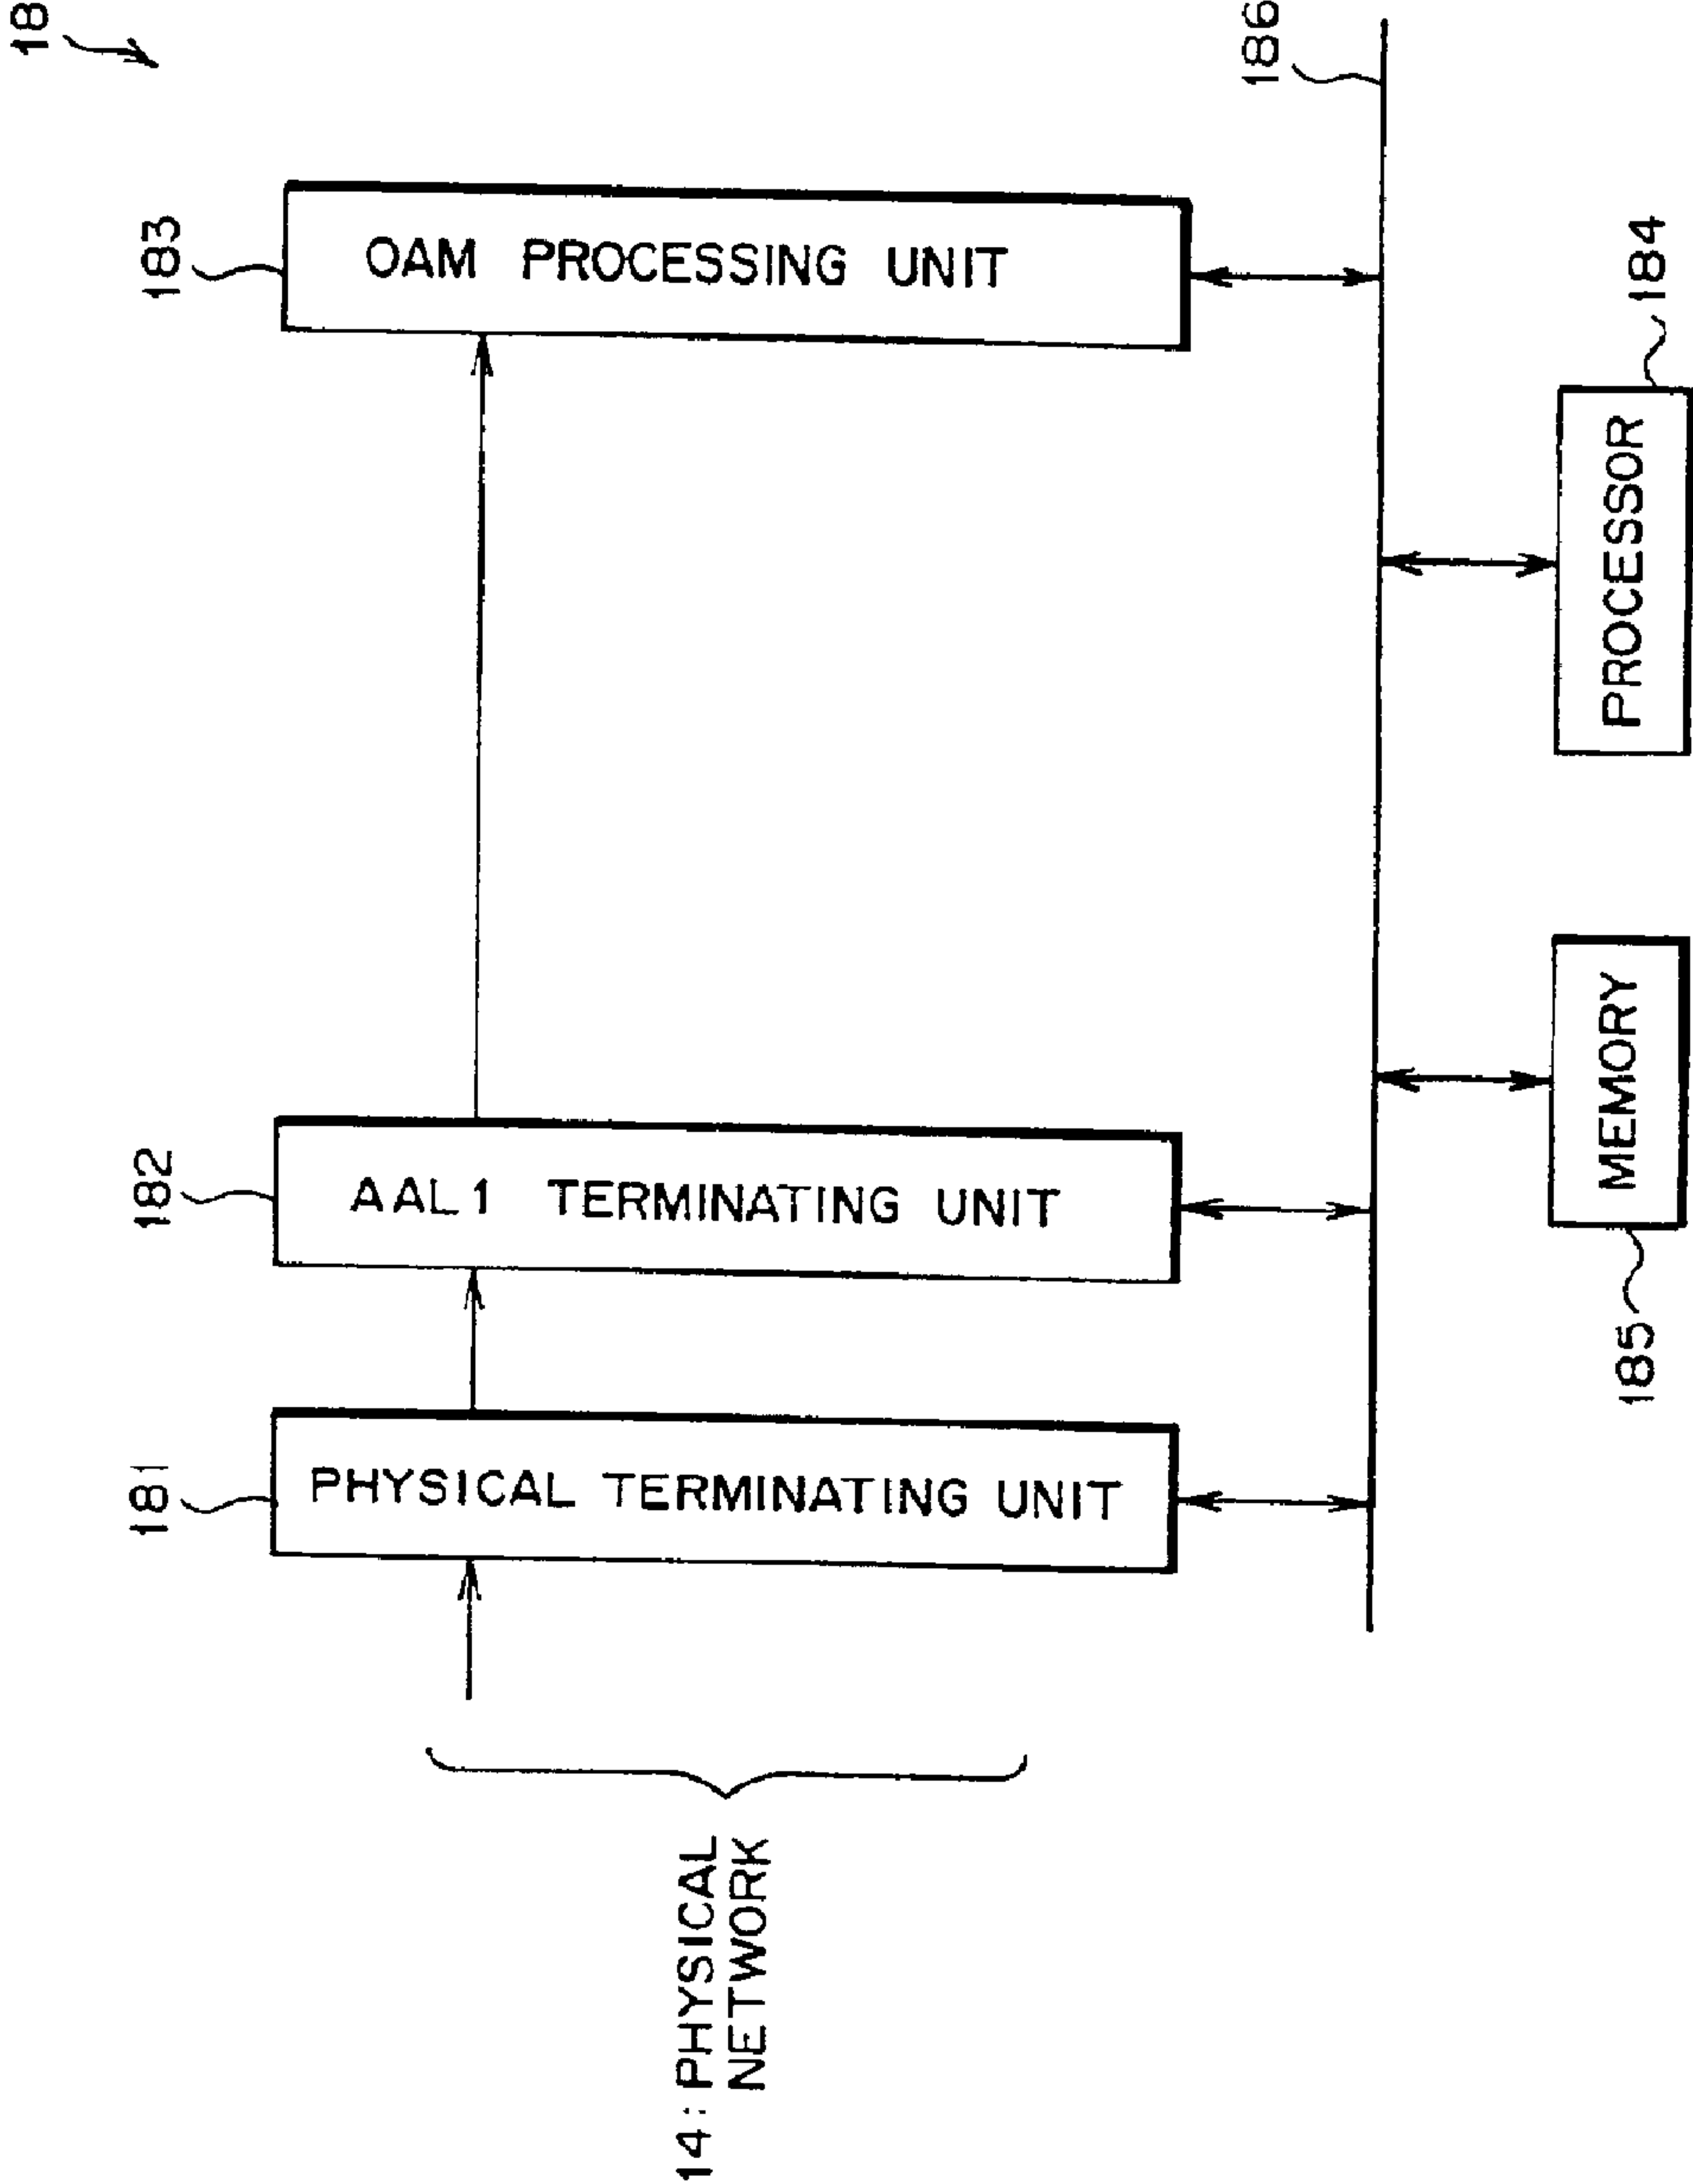 18
183
OAM PROCESSING UNIT
186
184
PROCESSOR
182
AAL1 TERMINATING UNIT
MEMORY
185
181
PHYSICAL TERMINATING UNIT
14: PHYSICAL
NETWORK